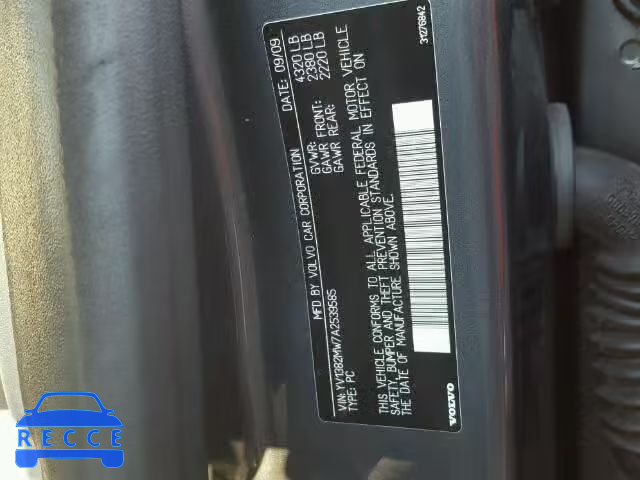 MFD BY VOLVO CAR CORPORATION DATE: 09/09
GVWR: 4320 LB
GAWR FRONT: 2380 LB
GAWR REAR: 2220 LB
VIN: YV1382MW7A2539585
TYPE: PC
THIS VEHICLE CONFORMS TO ALL APPLICABLE FEDERAL MOTOR VEHICLE
SAFETY, BUMPER AND THEFT PREVENTION STANDARDS IN EFFECT ON
THE DATE OF MANUFACTURE SHOWN ABOVE.
VOLVO
31276842
RECCE